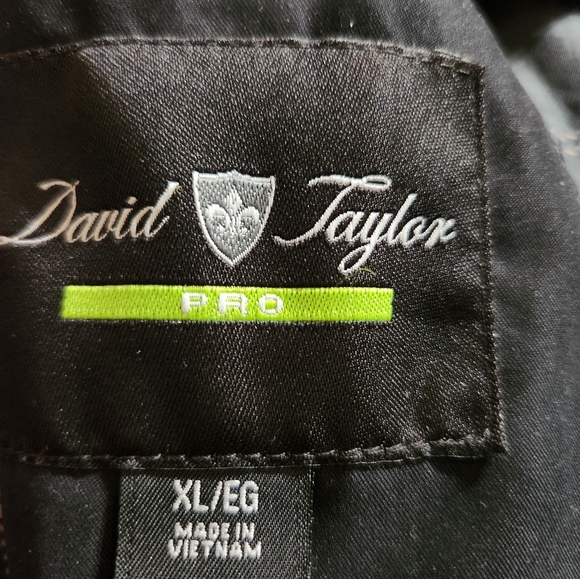 David Taylor
PRO
XL/EG
MADE IN
VIETNAM